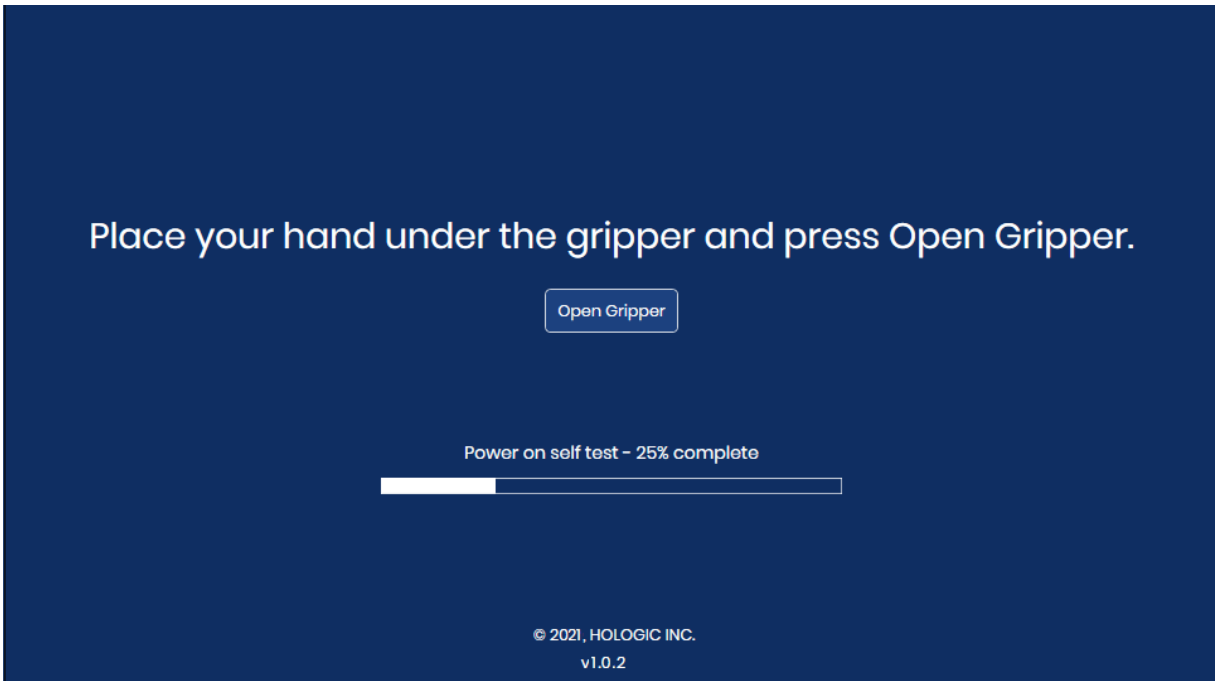 Place your hand under the gripper and press Open Gripper.
Open Gripper
Power on self test - 25% complete
© 2021, HOLOGIC INC.
v1.0.2